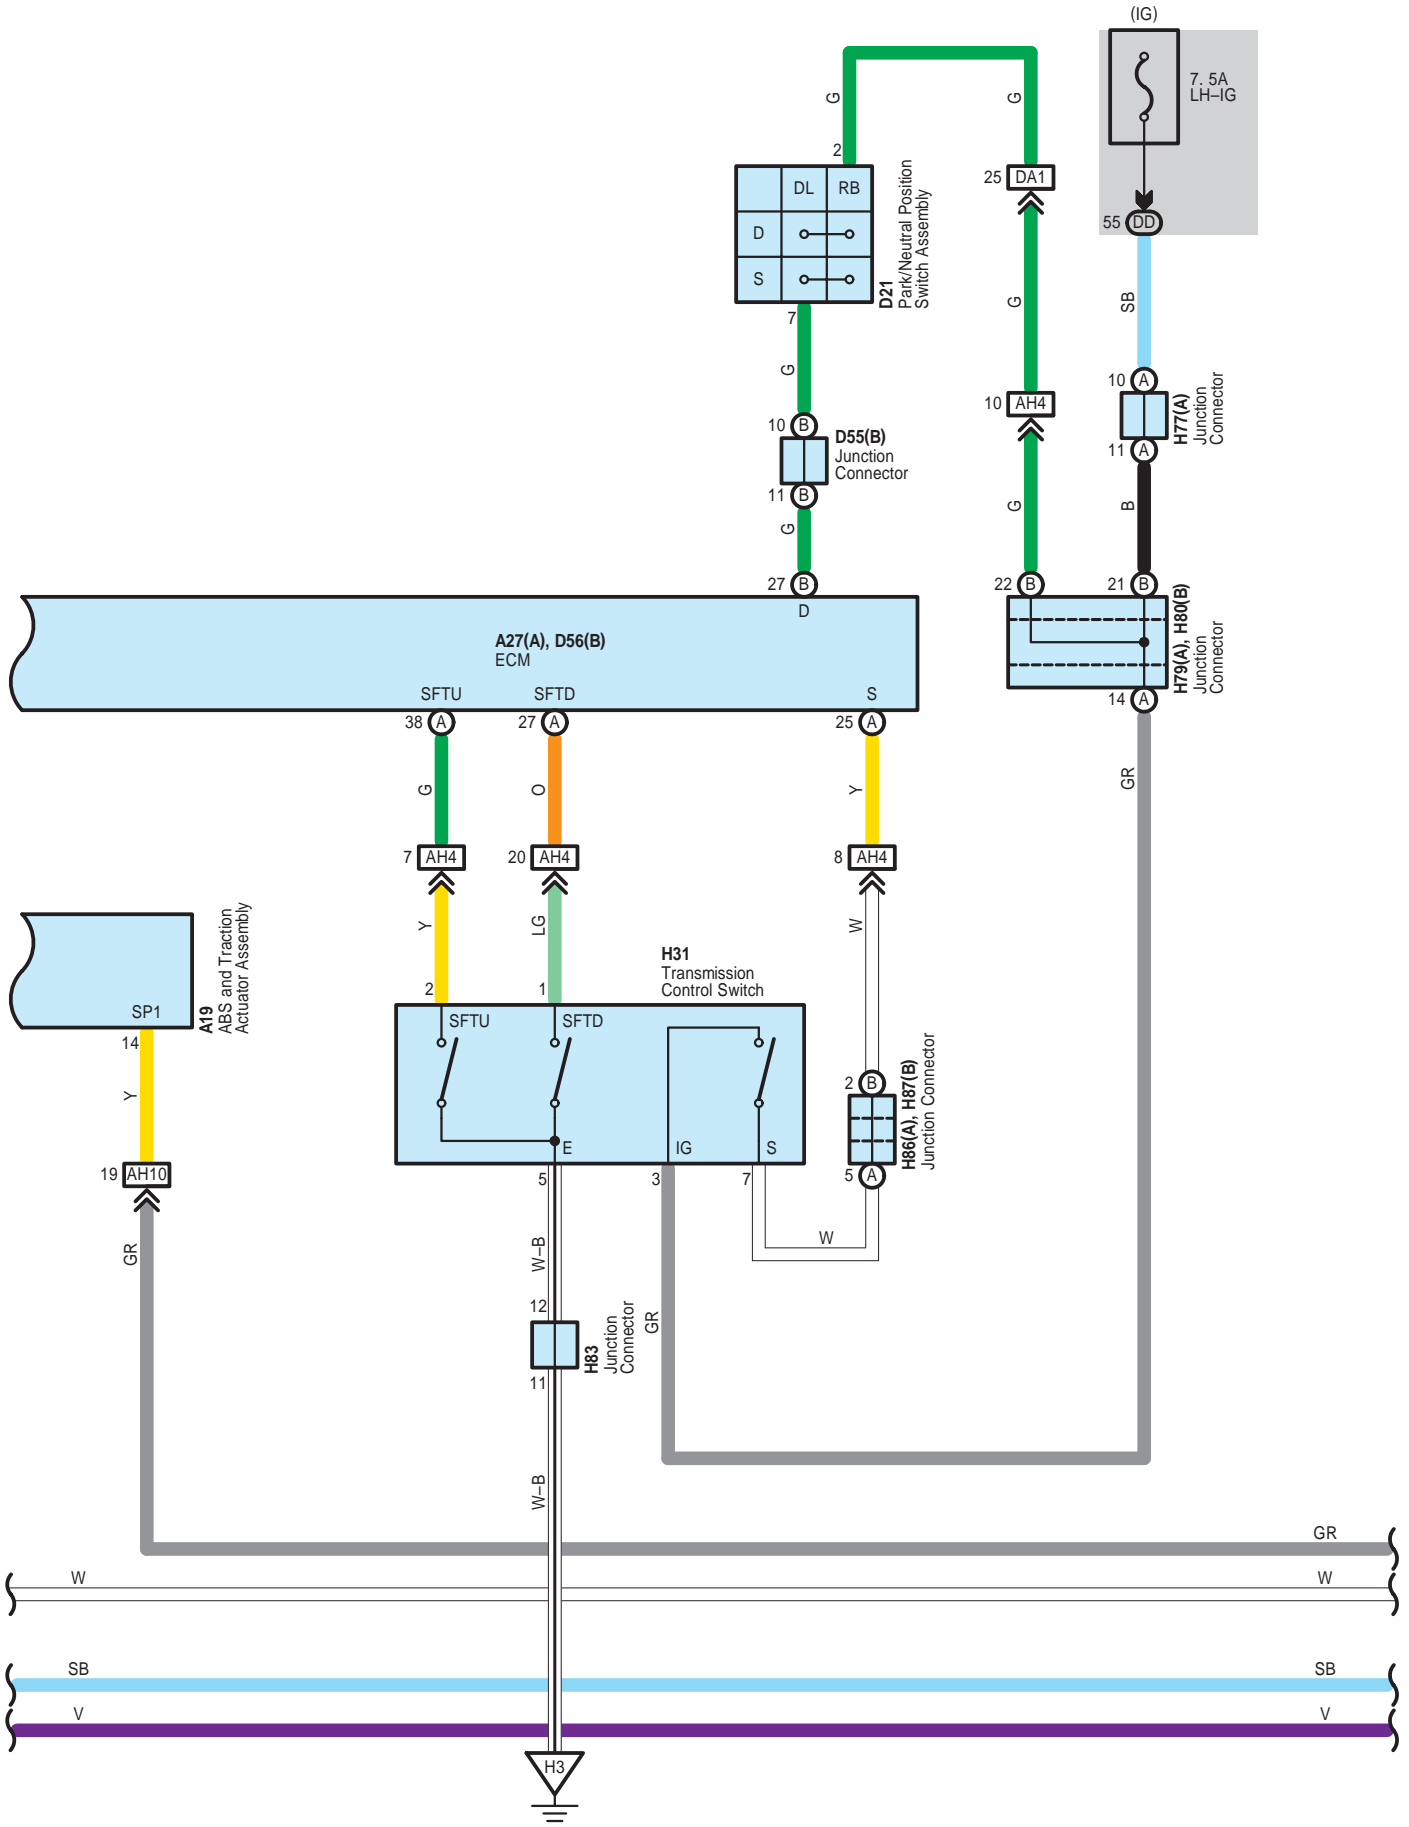 (IG)
7. 5A
LH–IG
55 DD
G
G
2
DL RB
D
S
D21
Park/Neutral Position
Switch Assembly
7
25 DA1
G
SB
G
10 AH4
10 A
H77(A)
Junction
Connector
11 A
10 B
D55(B)
Junction
Connector
11 B
G
G
B
27 B
D
22 B
21 B
H79(A), H80(B)
Junction
Connector
14 A
A27(A), D56(B)
ECM
SFTU
SFTD
S
38 A
27 A
25 A
G
O
Y
GR
7 AH4
20 AH4
8 AH4
Y
LG
W
A19
ABS and Traction
Actuator Assembly
SP1
14
Y
19 AH10
GR
H31
Transmission
Control Switch
2
1
SFTU
SFTD
E
IG
S
5
3
7
2 B
H86(A), H87(B)
Junction Connector
5 A
W
W–B
12
H83
Junction
Connector
11
GR
W–B
GR
W
W
SB
SB
V
V
H3